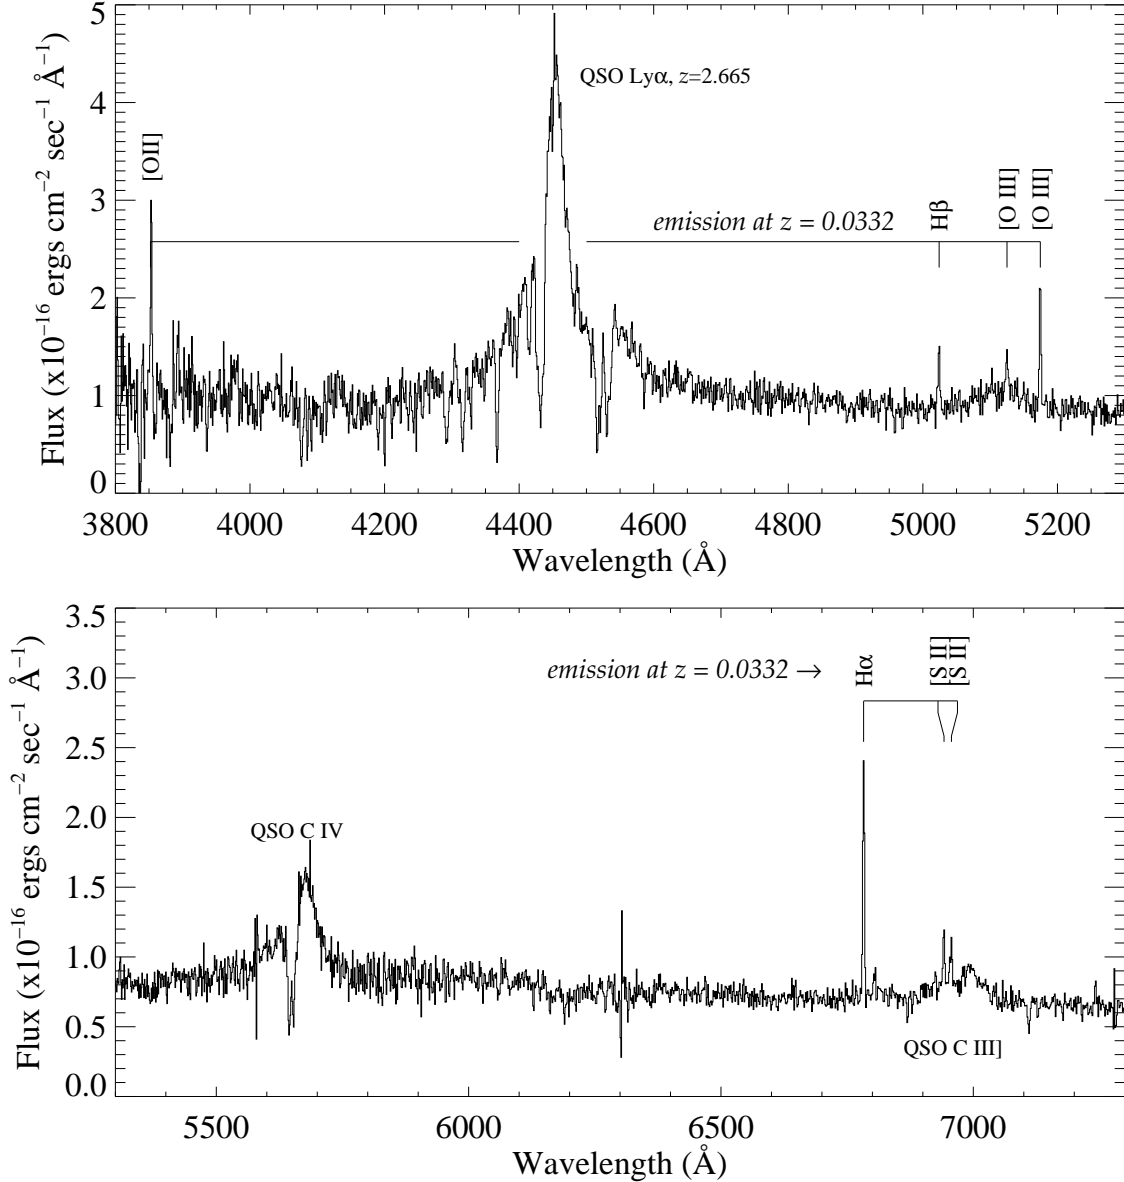 5
4
3
2
1
0
Flux (x10⁻¹⁶ ergs cm⁻² sec⁻¹ Å⁻¹)
QSO Lyα, z=2.665
[OII]
emission at z = 0.0332
Hβ
[O III]
[O III]
3800 4000 4200 4400 4600 4800 5000 5200
Wavelength (Å)
3.5
3.0
2.5
2.0
1.5
1.0
0.5
0.0
Flux (x10⁻¹⁶ ergs cm⁻² sec⁻¹ Å⁻¹)
emission at z = 0.0332 →
Hα
[S II]
[S II]
QSO C IV
QSO C III]
5500 6000 6500 7000
Wavelength (Å)